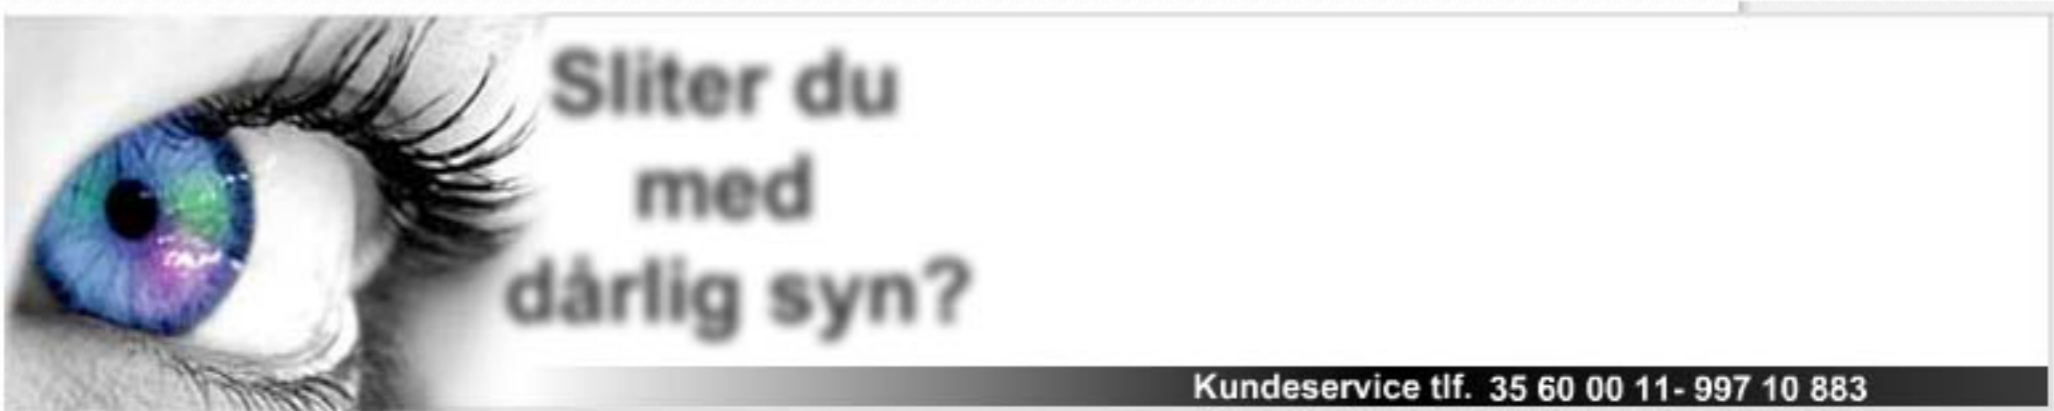 Sliter du
med
dårlig syn?
Kundeservice tlf. 35 60 00 11- 997 10 883